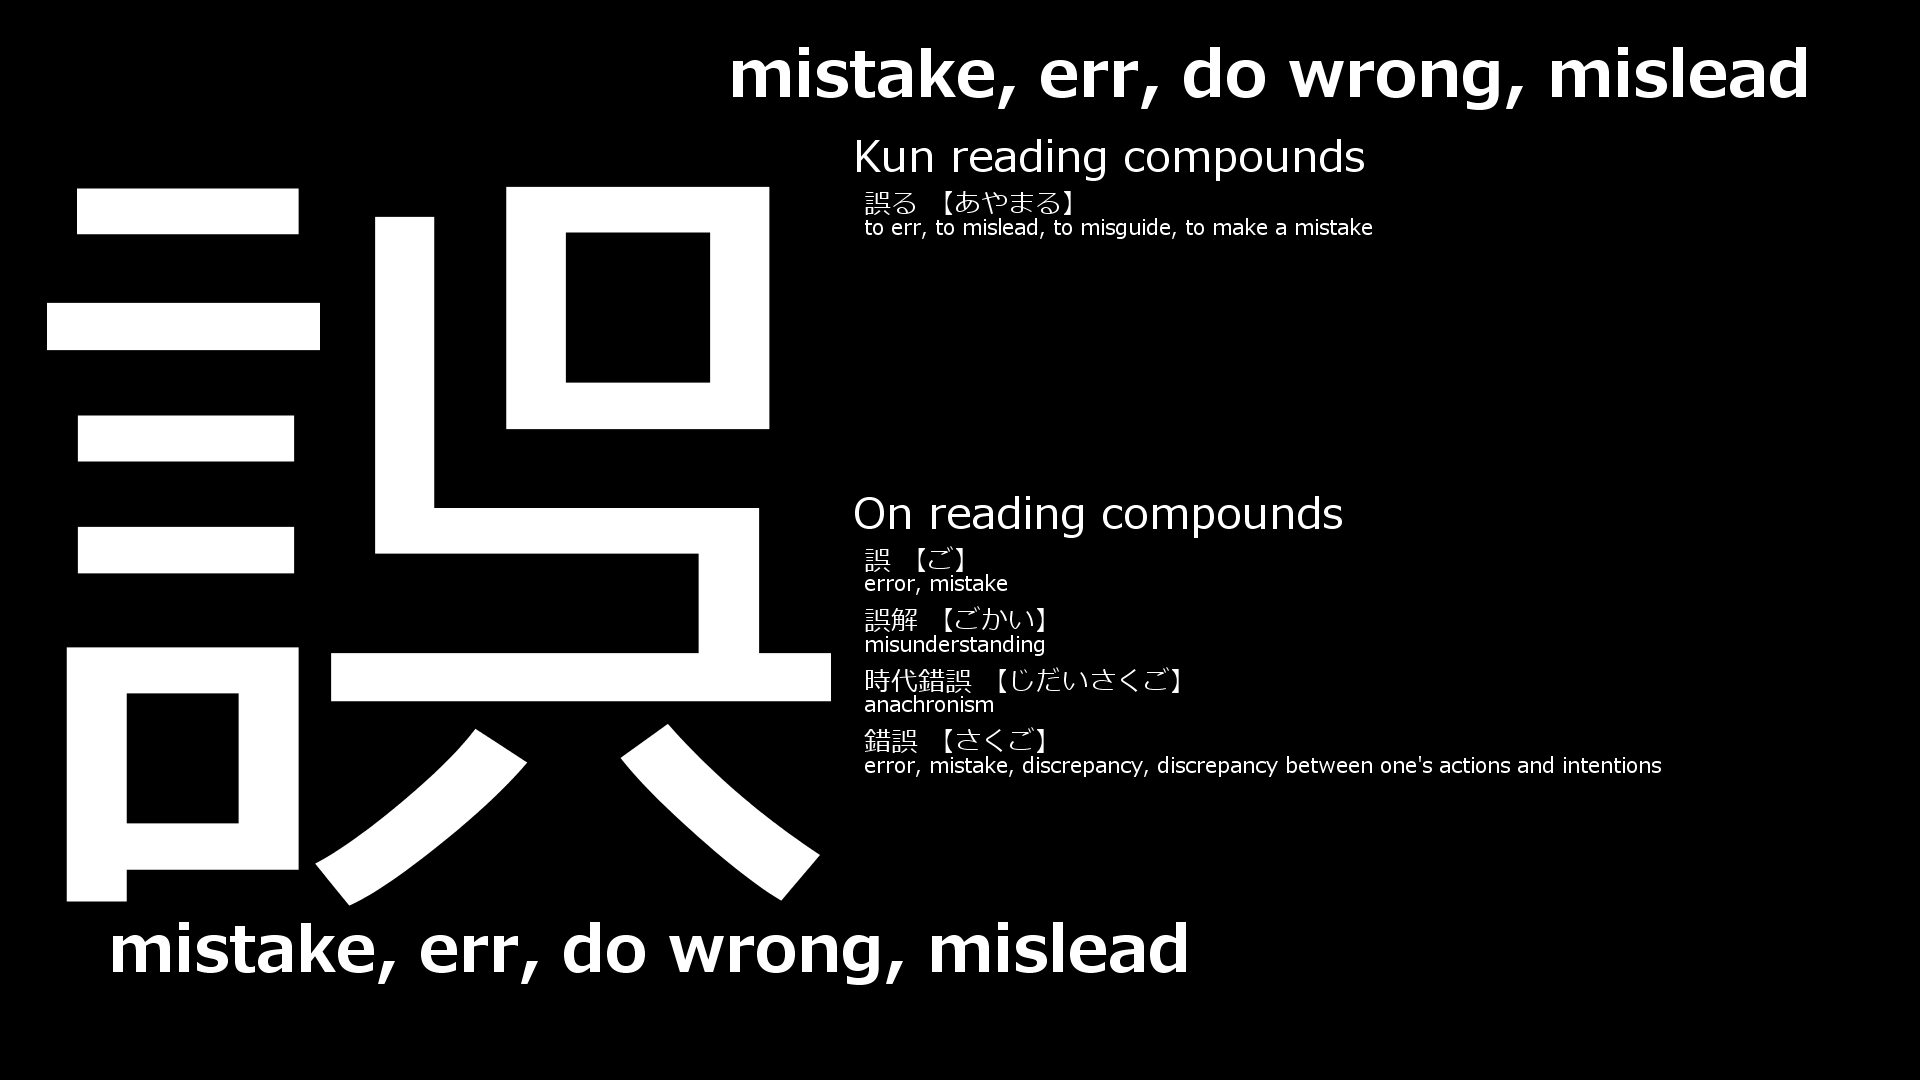 mistake, err, do wrong, mislead
誤
Kun reading compounds
誤る 【あやまる】
to err, to mislead, to misguide, to make a mistake
On reading compounds
誤 【ご】
error, mistake
誤解 【ごかい】
misunderstanding
時代錯誤 【じだいさくご】
anachronism
錯誤 【さくご】
error, mistake, discrepancy, discrepancy between one's actions and intentions
mistake, err, do wrong, mislead